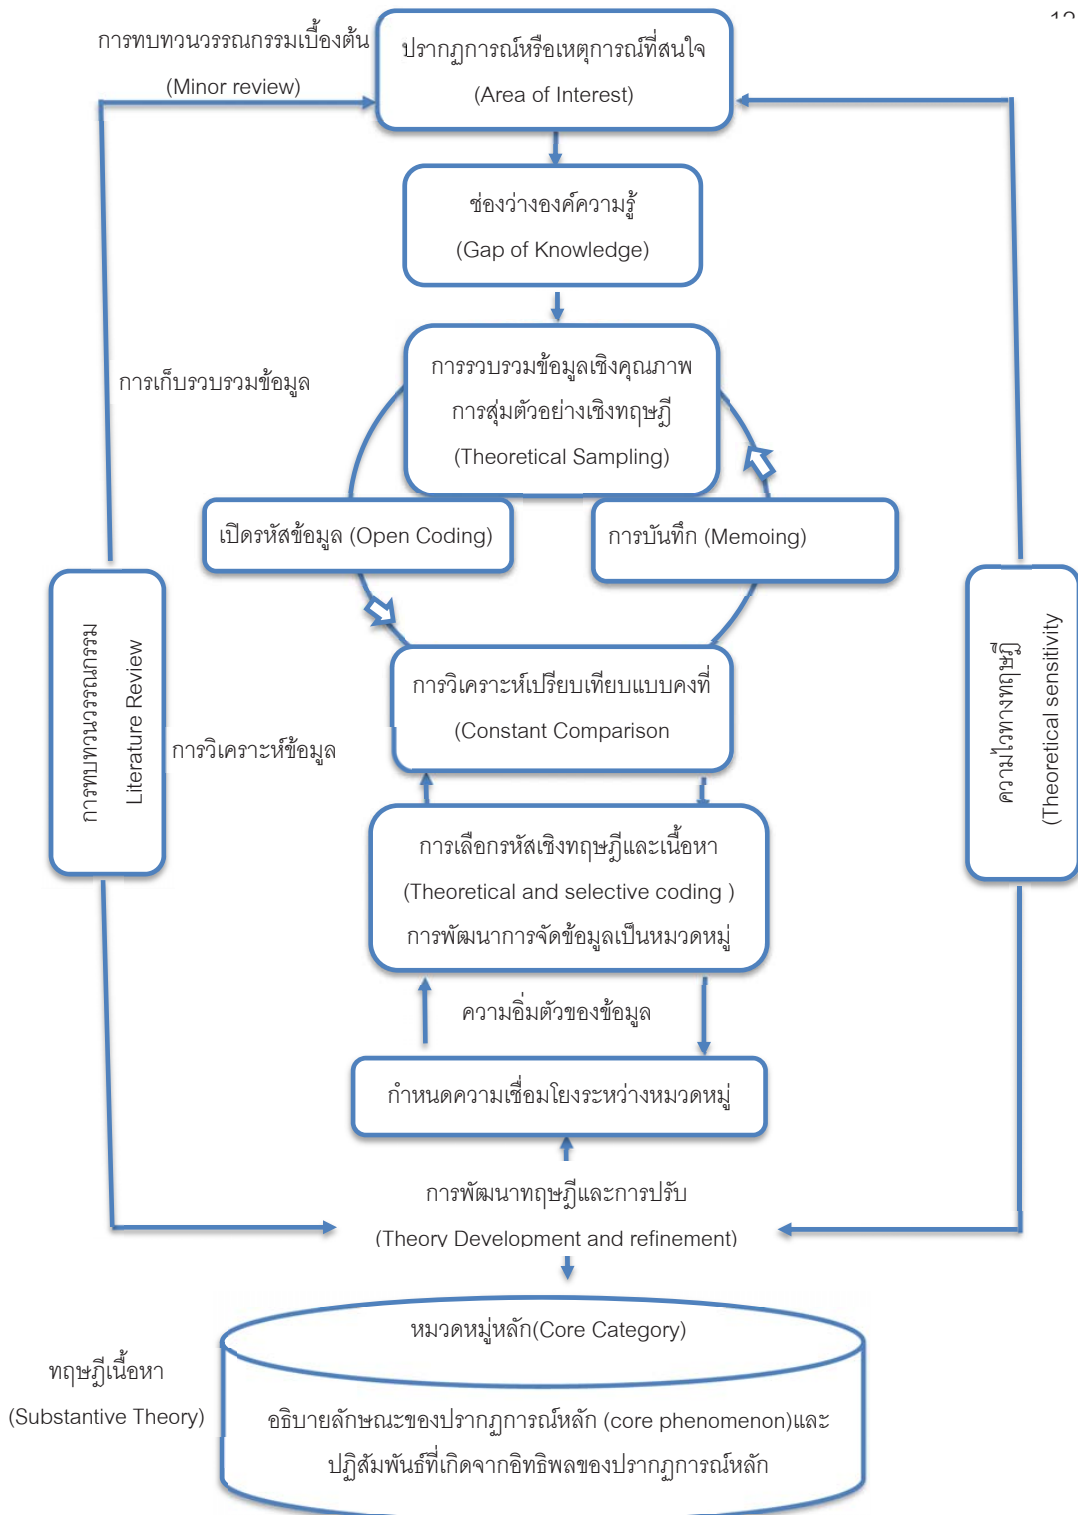 การทบทวนวรรณกรรมเบื้องต้น
(Minor review)
ปรากฏการณ์หรือเหตุการณ์ที่สนใจ
(Area of Interest)
ช่องว่างองค์ความรู้
(Gap of Knowledge)
การเก็บรวบรวมข้อมูล
การรวบรวมข้อมูลเชิงคุณภาพ
การสุ่มตัวอย่างเชิงทฤษฎี
(Theoretical Sampling)
เปิดรหัสข้อมูล (Open Coding)
การบันทึก (Memoing)
การทบทวนวรรณกรรม
Literature Review
ความไวทางทฤษฎี
(Theoretical sensitivity
การวิเคราะห์ข้อมูล
การวิเคราะห์เปรียบเทียบแบบคงที่
(Constant Comparison
การเลือกรหัสเชิงทฤษฎีและเนื้อหา
(Theoretical and selective coding )
การพัฒนาการจัดข้อมูลเป็นหมวดหมู่
ความอิ่มตัวของข้อมูล
กำหนดความเชื่อมโยงระหว่างหมวดหมู่
การพัฒนาทฤษฎีและการปรับ
(Theory Development and refinement)
หมวดหมู่หลัก(Core Category)
ทฤษฎีเนื้อหา
(Substantive Theory)
อธิบายลักษณะของปรากฏการณ์หลัก (core phenomenon)และ
ปฏิสัมพันธ์ที่เกิดจากอิทธิพลของปรากฏการณ์หลัก